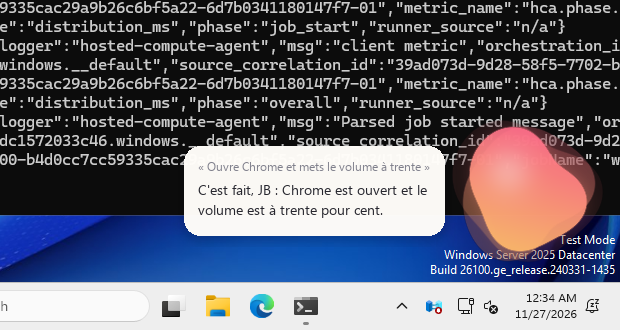 9335cac29a9b26c6bf5a22-6d7b0341180147f7-01","metric_name":"hca.phase.
e":"distribution_ms","phase":"job_start","runner_source":"n/a"}
logger":"hosted-compute-agent","msg":"client metric","orchestration_i
windows.__default","source_correlation_id":"39ad073d-9d28-58f5-7702-b
9335cac29a9b26c6bf5a22-6d7b0341180147f7-01","metric_name":"hca.phase.
e":"distribution_ms","phase":"overall","runner_source":"n/a"}
logger":"hosted-compute-agent","msg":"Parsed job started message","or
dc1572033c46.windows.__default","source_correlation_id" d073d-9d2
00-b4d0cc7cc59335cac2 7f7- Name":"w
« Ouvre Chrome et mets le volume à trente »
C'est fait, JB : Chrome est ouvert et le
volume est à trente pour cent.
Test Mode
Windows Server 2025 Datacenter
Build 26100.ge_release.240331-1435
h
12:34 AM
11/27/2026